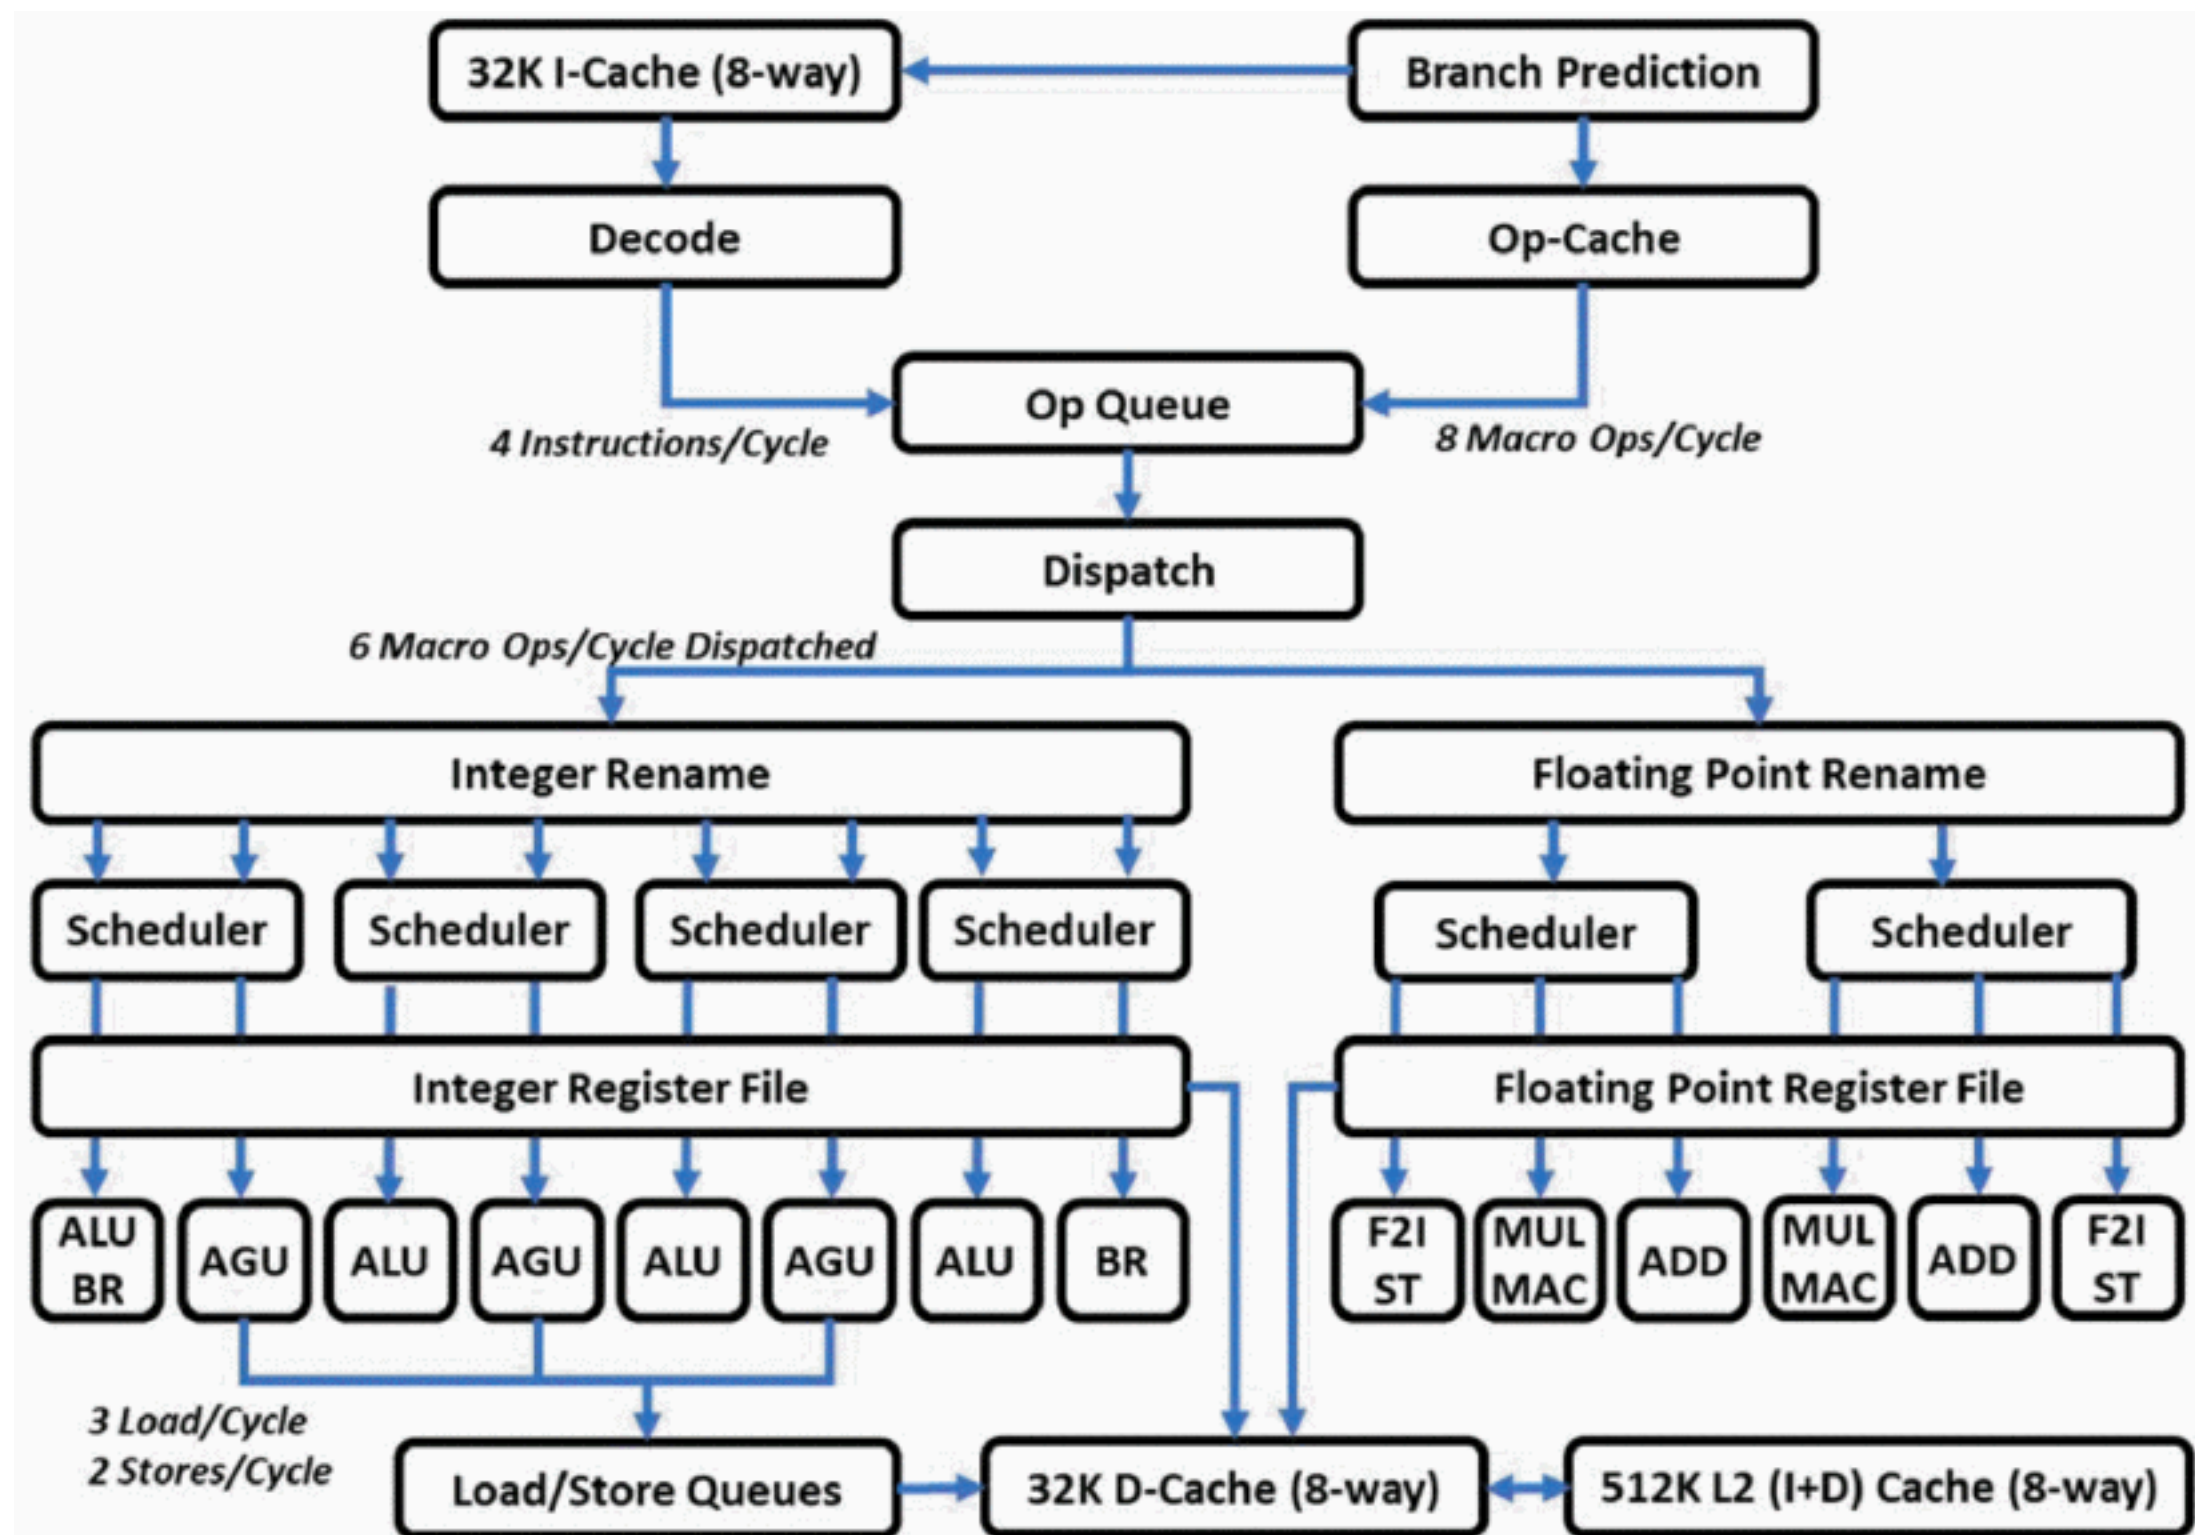 32K I-Cache (8-way)
Branch Prediction
Decode
Op-Cache
Op Queue
4 Instructions/Cycle
8 Macro Ops/Cycle
Dispatch
6 Macro Ops/Cycle Dispatched
Integer Rename
Floating Point Rename
Scheduler
Scheduler
Scheduler
Scheduler
Scheduler
Scheduler
Integer Register File
Floating Point Register File
ALU
BR
AGU
ALU
AGU
ALU
AGU
ALU
BR
F2I
ST
MUL
MAC
ADD
MUL
MAC
ADD
F2I
ST
3 Load/Cycle
2 Stores/Cycle
Load/Store Queues
32K D-Cache (8-way)
512K L2 (I+D) Cache (8-way)